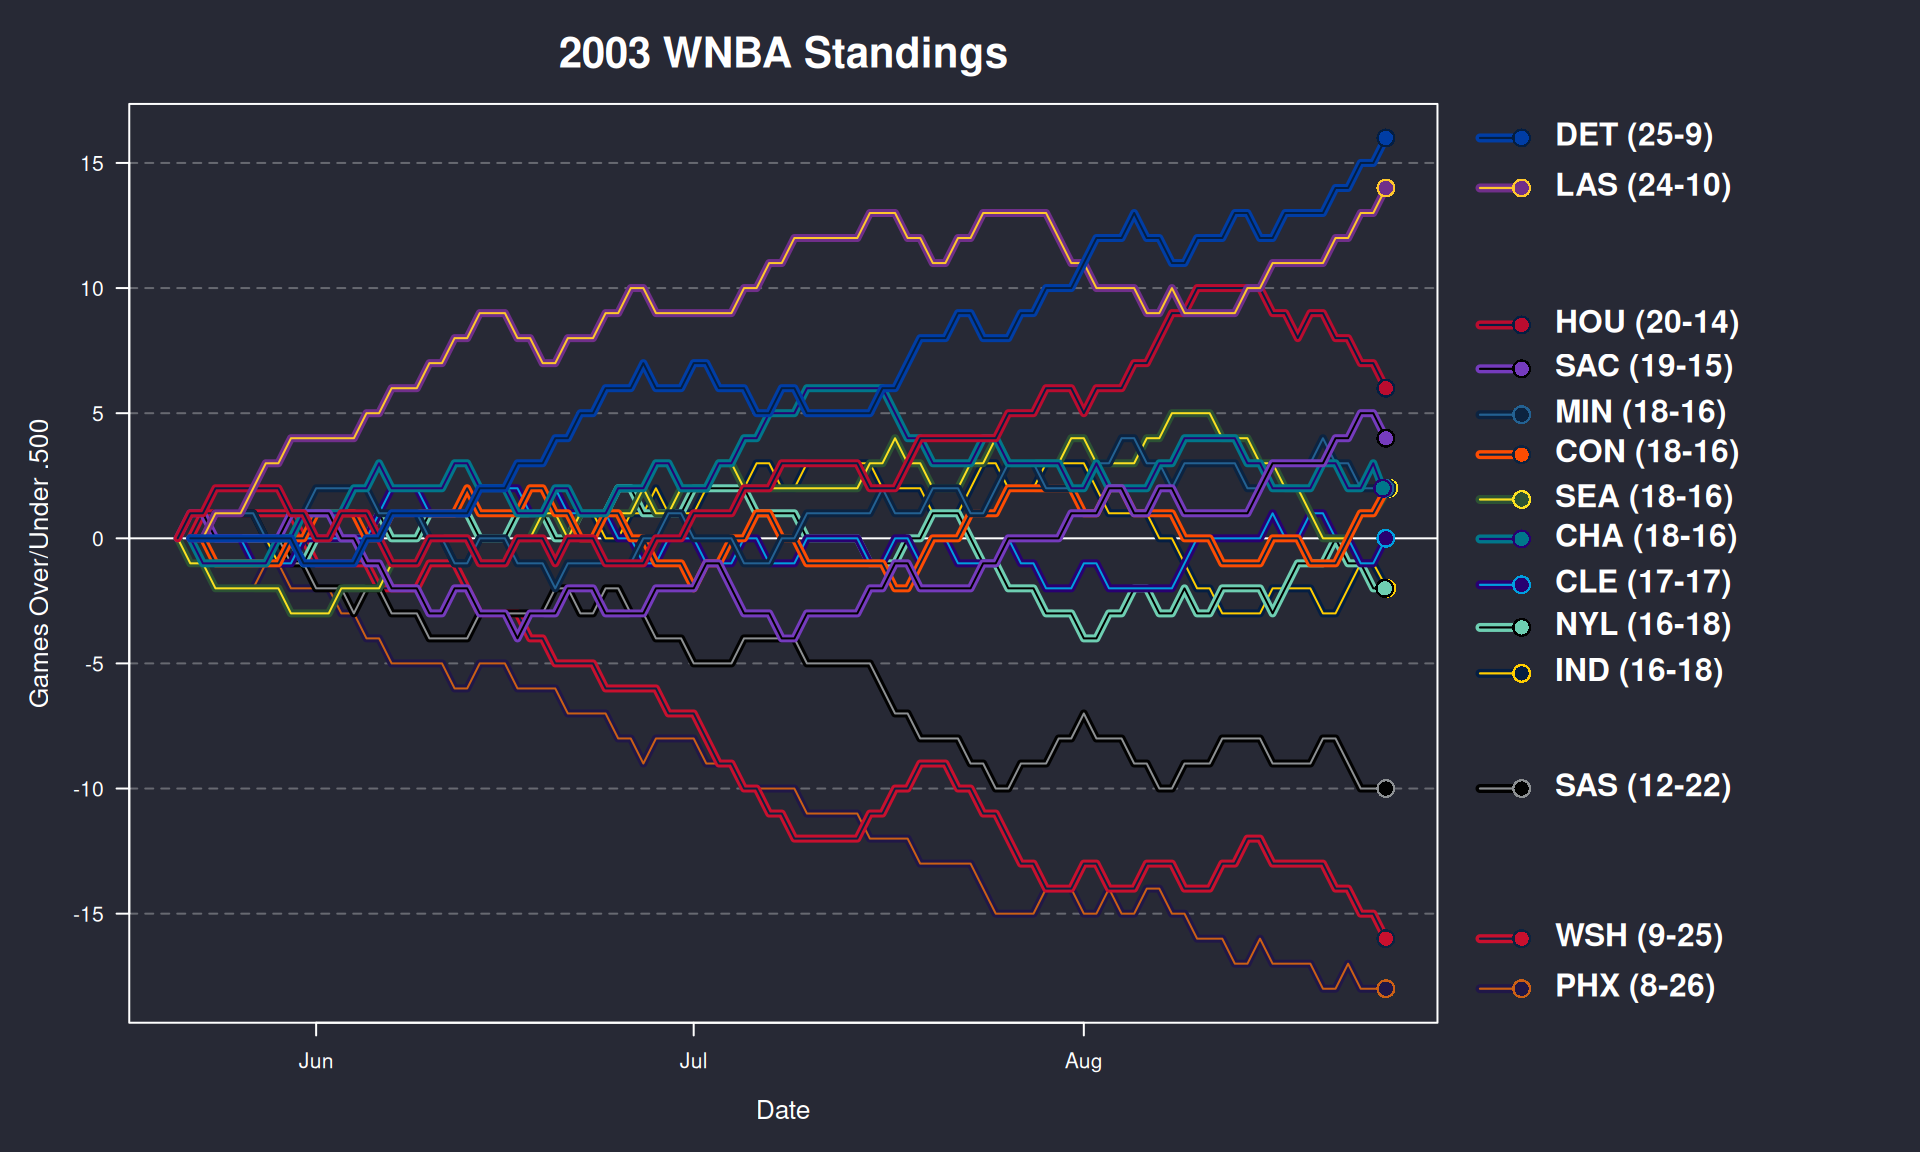 2003 WNBA Standings
Games Over/Under .500
15
10
5
0
-5
-10
-15
Jun
Jul
Aug
Date
DET (25-9)
LAS (24-10)
HOU (20-14)
SAC (19-15)
MIN (18-16)
CON (18-16)
SEA (18-16)
CHA (18-16)
CLE (17-17)
NYL (16-18)
IND (16-18)
SAS (12-22)
WSH (9-25)
PHX (8-26)